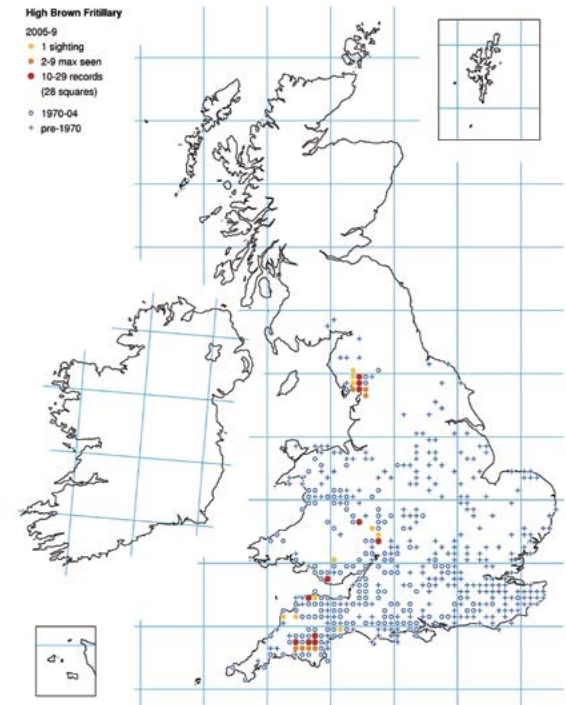 High Brown Fritillary
2005-9
1 sighting
2-9 max seen
10-29 records
(28 squares)
1970-04
pre-1970